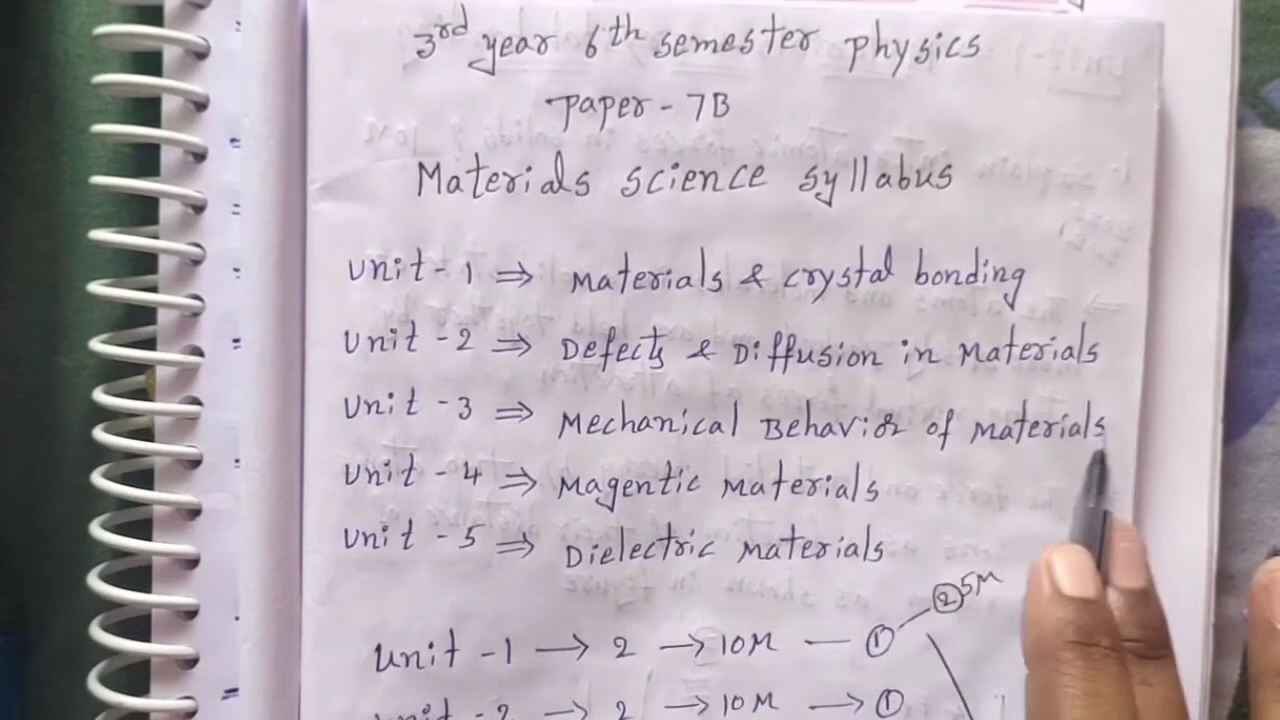 3rd year 6th semester physics
paper - 7B
Materials science syllabus
Unit - 1 ⇒ Materials & crystal bonding
Unit - 2 ⇒ Defects & Diffusion in Materials
Unit - 3 ⇒ Mechanical Behavior of materials
Unit - 4 ⇒ Magentic materials
Unit - 5 ⇒ Dielectric materials
② 5M
Unit - 1 → 2 → 10M — ①
Unit - 2 → 2 → 10M → ①